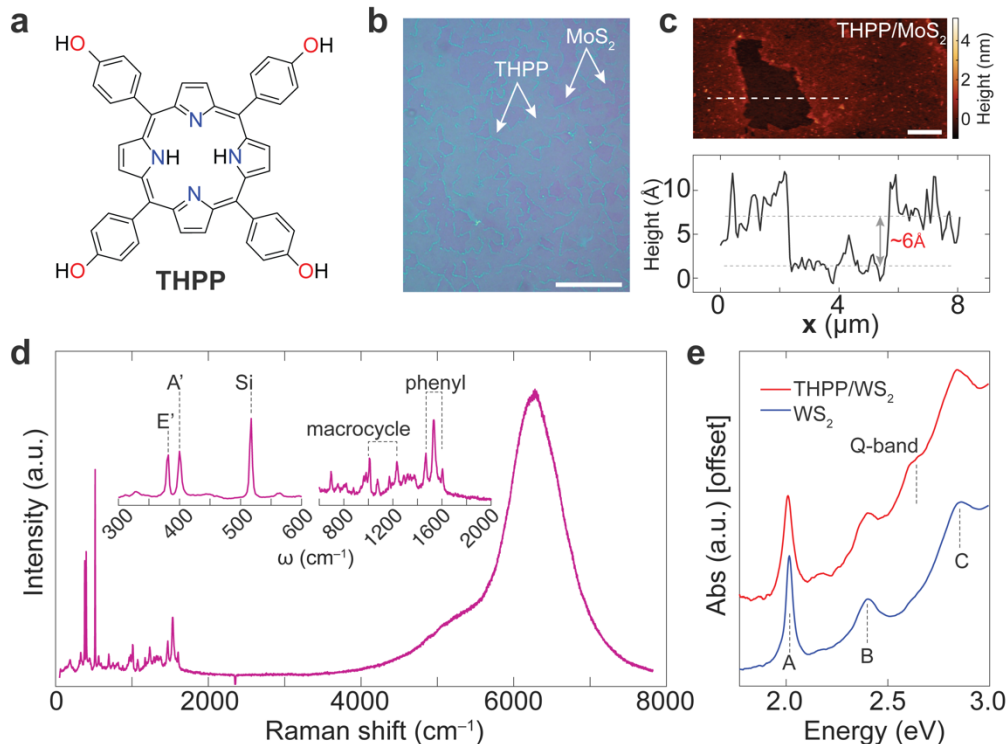 a
HO
OH
N
NH
HN
N
HO
OH
THPP
b
MoS₂
THPP
c
THPP/MoS₂
4
2
0
Height (nm)
10
5
0
Height (Å)
~6Å
0
4
8
x (µm)
d
A'
Si
phenyl
E'
macrocycle
300
400
500
600
800
1200
1600
2000
ω (cm⁻¹)
Intensity (a.u.)
0
2000
4000
6000
8000
Raman shift (cm⁻¹)
e
THPP/WS₂
WS₂
Q-band
C
A
B
Abs (a.u.) [offset]
2.0
2.5
3.0
Energy (eV)